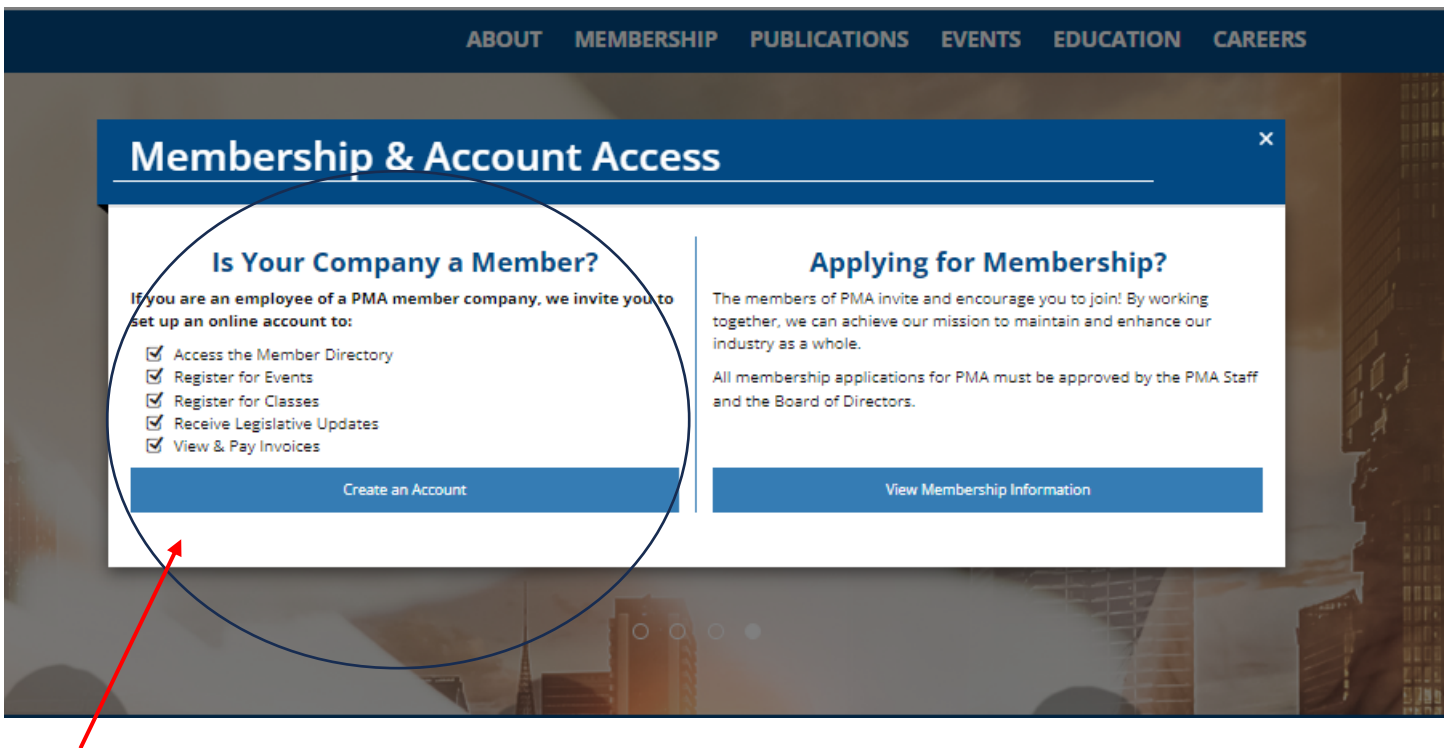 ABOUT MEMBERSHIP PUBLICATIONS EVENTS EDUCATION CAREERS
Membership & Account Access
×
Is Your Company a Member?
If you are an employee of a PMA member company, we invite you to
set up an online account to:
Access the Member Directory
Register for Events
Register for Classes
Receive Legislative Updates
View & Pay Invoices
Create an Account
Applying for Membership?
The members of PMA invite and encourage you to join! By working
together, we can achieve our mission to maintain and enhance our
industry as a whole.
All membership applications for PMA must be approved by the PMA Staff
and the Board of Directors.
View Membership Information